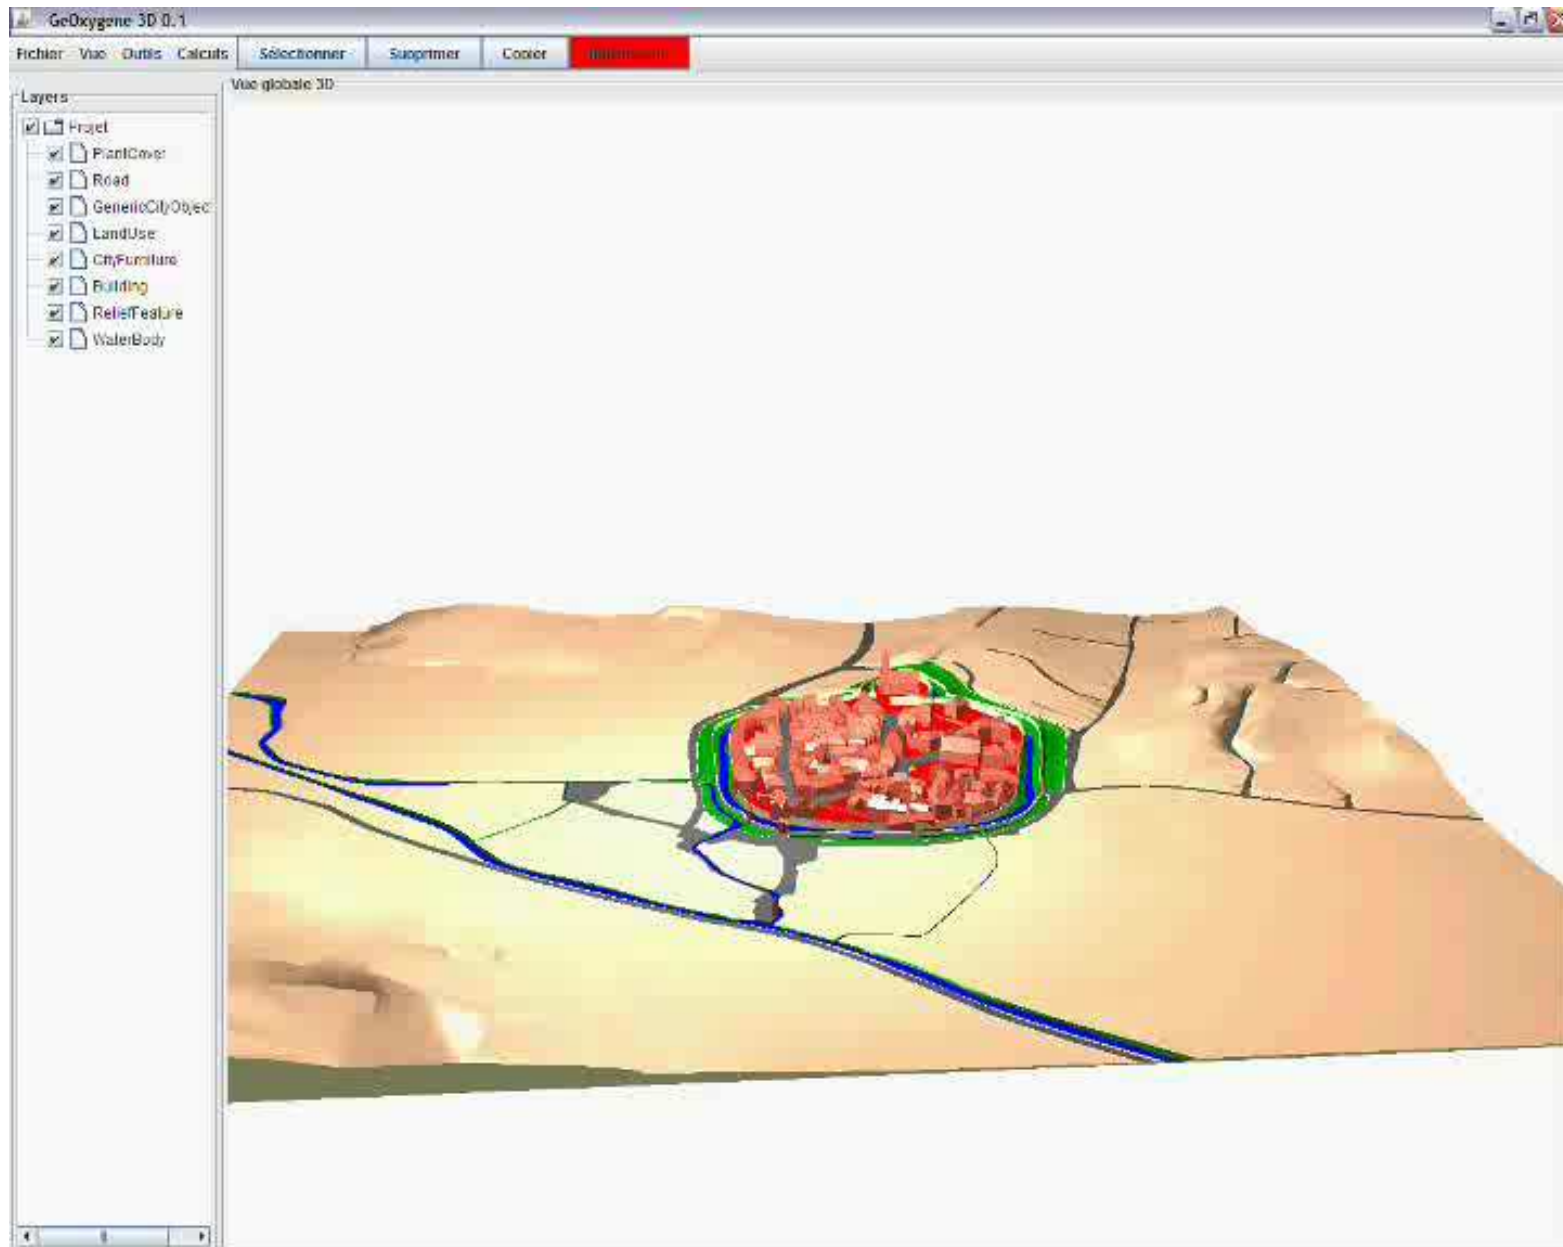 GeOxygene 3D 0.1
Fichier Vue Outils Calculs Sélectionner Supprimer Copier
Vue globale 3D
Layers
Projet
PlantCover
Road
GenericCityObjec
LandUse
CityFurniture
Building
ReliefFeature
WaterBody